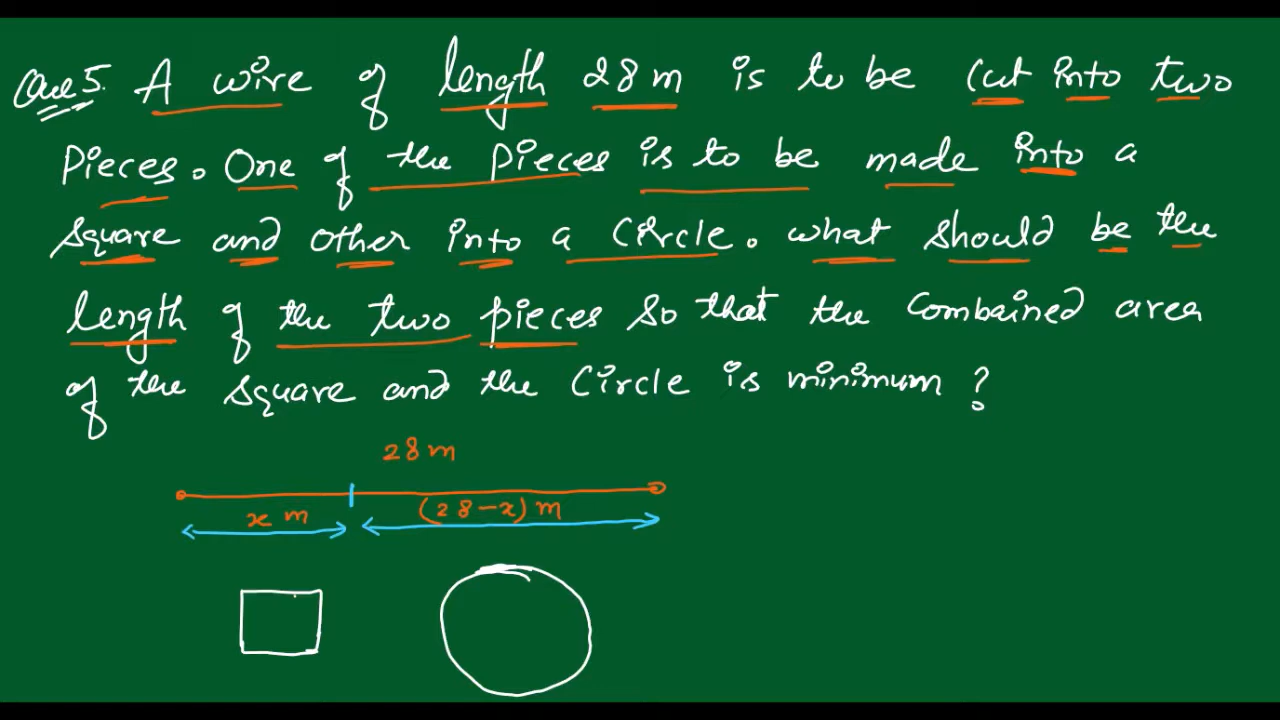 Que 5. A wire of length 28 m is to be cut into two
pieces. One of the pieces is to be made into a
square and other into a circle. what should be the
length of the two pieces so that the combained area
of the square and the circle is minimum ?
28 m
x m (28-x) m